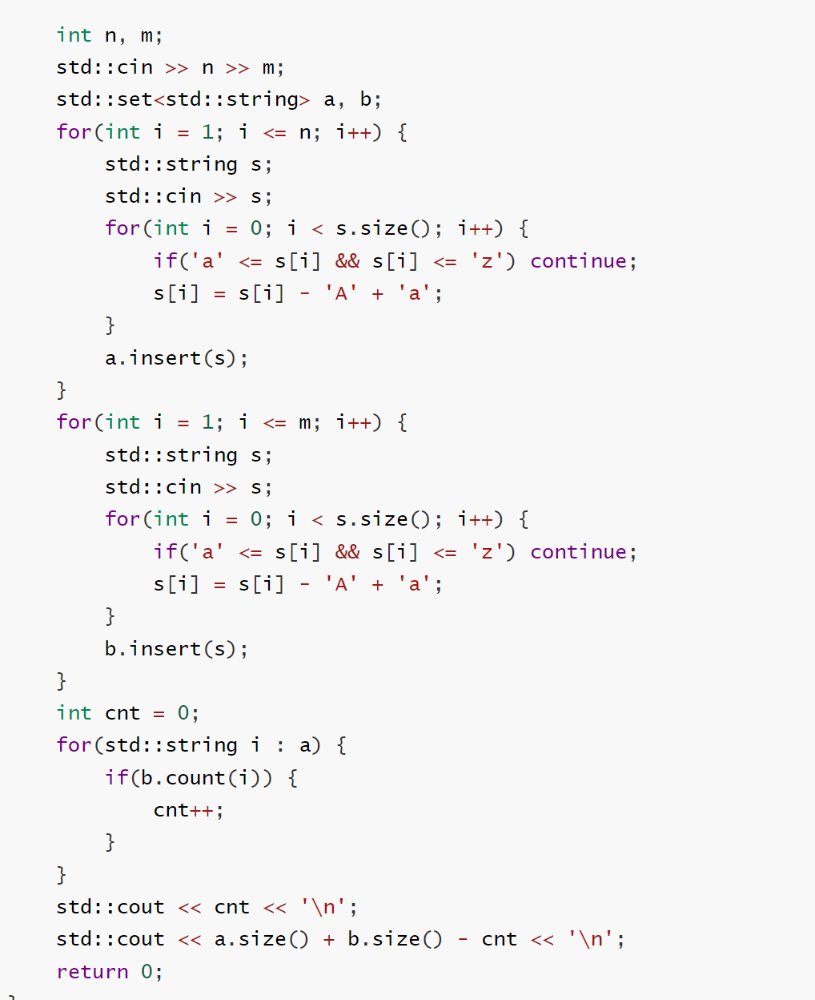 int n, m;
std::cin >> n >> m;
std::set<std::string> a, b;
for(int i = 1; i <= n; i++) {
std::string s;
std::cin >> s;
for(int i = 0; i < s.size(); i++) {
if('a' <= s[i] && s[i] <= 'z') continue;
s[i] = s[i] - 'A' + 'a';
}
a.insert(s);
}
for(int i = 1; i <= m; i++) {
std::string s;
std::cin >> s;
for(int i = 0; i < s.size(); i++) {
if('a' <= s[i] && s[i] <= 'z') continue;
s[i] = s[i] - 'A' + 'a';
}
b.insert(s);
}
int cnt = 0;
for(std::string i : a) {
if(b.count(i)) {
cnt++;
}
}
std::cout << cnt << '\n';
std::cout << a.size() + b.size() - cnt << '\n';
return 0;
}